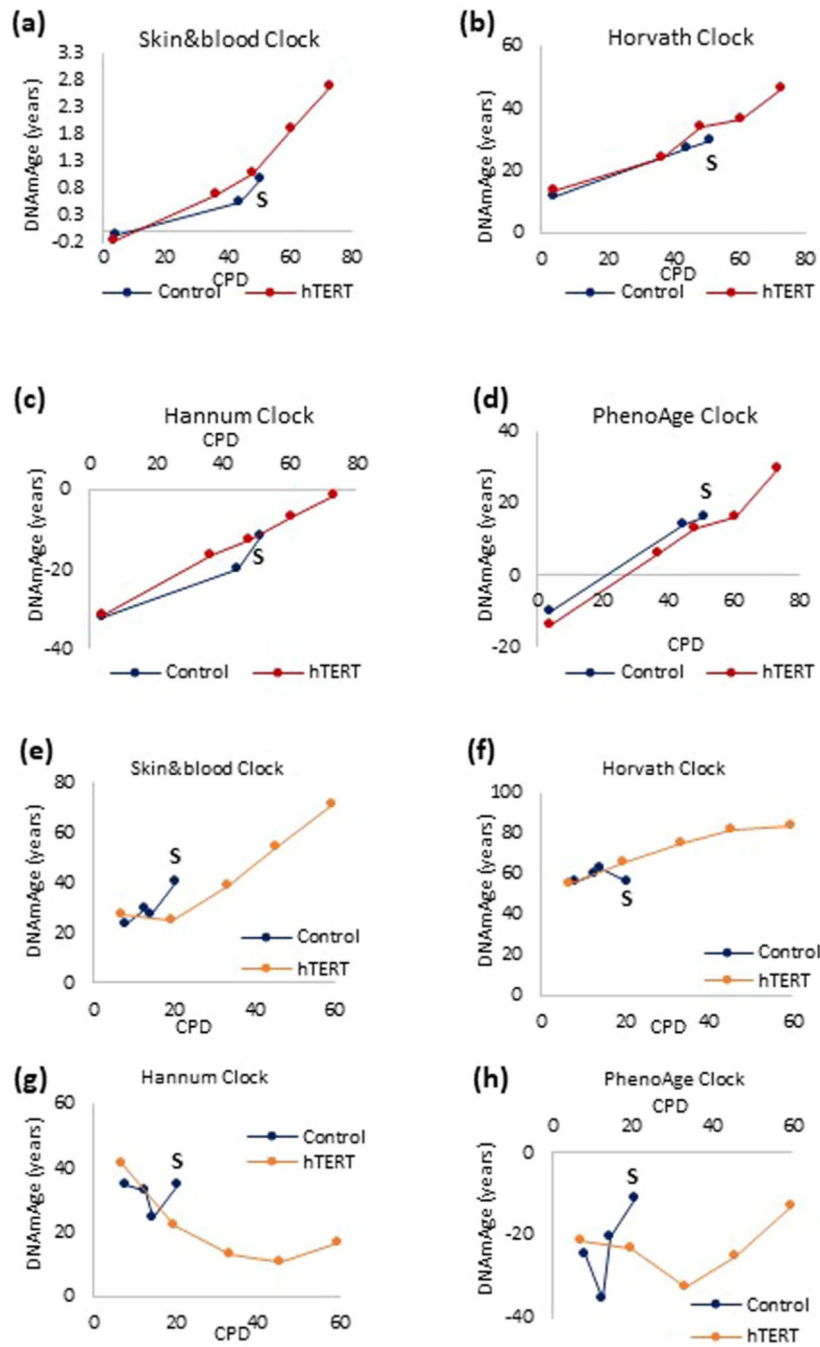 (a)
Skin&blood Clock
DNAmAge (years)
3.3
2.8
2.3
1.8
1.3
0.8
0.3
-0.2
S
0 20 40 60 80
CPD
Control hTERT
(b)
Horvath Clock
DNAmAge (years)
60
40
20
0
S
0 20 40 60 80
CPD
Control hTERT
(c)
Hannum Clock
CPD
0 20 40 60 80
DNAmAge (years)
0
-20
-40
S
Control hTERT
(d)
PhenoAge Clock
DNAmAge (years)
40
20
0
-20
S
0 20 40 60 80
CPD
Control hTERT
(e)
Skin&blood Clock
DNAmAge (years)
80
60
40
20
0
S
Control
hTERT
0 20 40 60
CPD
(f)
Horvath Clock
DNAmAge (years)
100
80
60
40
20
0
S
Control
hTERT
0 20 40 60
CPD
(g)
Hannum Clock
DNAmAge (years)
60
40
20
0
Control
hTERT
S
0 20 40 60
CPD
(h)
PhenoAge Clock
CPD
0 20 40 60
DNAmAge (years)
0
-20
-40
S
Control
hTERT